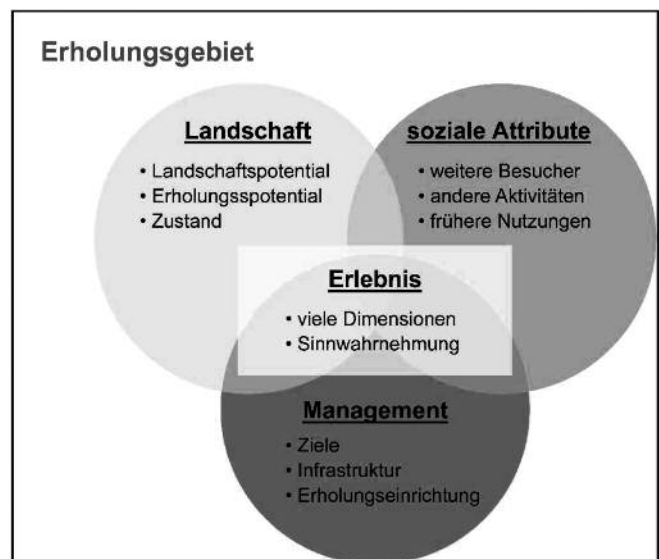 Erholungsgebiet
Landschaft
• Landschaftspotential
• Erholungsspotential
• Zustand
soziale Attribute
• weitere Besucher
• andere Aktivitäten
• frühere Nutzungen
Erlebnis
• viele Dimensionen
• Sinnwahrnehmung
Management
• Ziele
• Infrastruktur
• Erholungseinrichtung